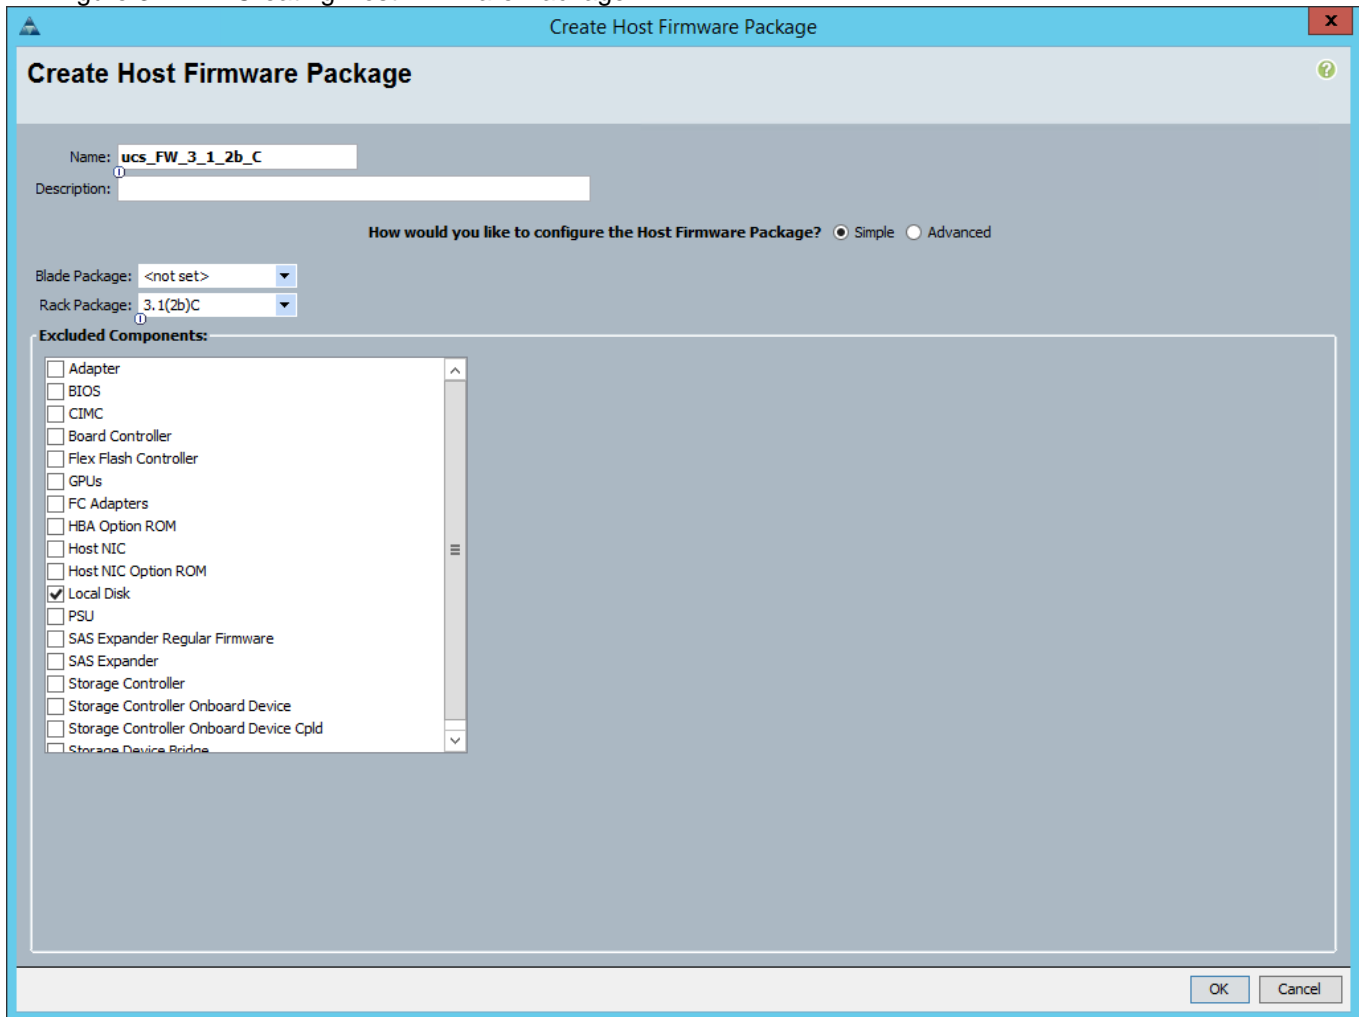 Create Host Firmware Package
x
Create Host Firmware Package
?
Name: ucs_FW_3_1_2b_C
Description:
How would you like to configure the Host Firmware Package? Simple Advanced
Blade Package: <not set>
Rack Package: 3.1(2b)C
Excluded Components:
Adapter
BIOS
CIMC
Board Controller
Flex Flash Controller
GPUs
FC Adapters
HBA Option ROM
Host NIC
Host NIC Option ROM
Local Disk
PSU
SAS Expander Regular Firmware
SAS Expander
Storage Controller
Storage Controller Onboard Device
Storage Controller Onboard Device Cpld
Storage Device Bridge
OK Cancel